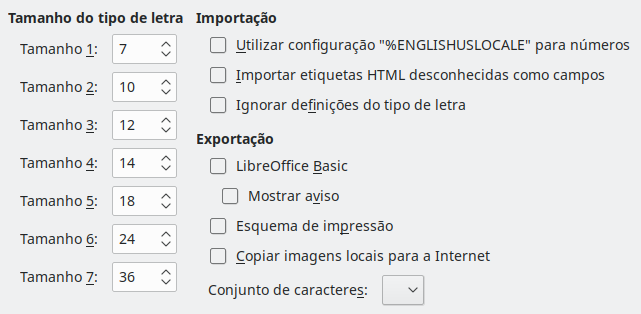 Tamanho do tipo de letra
Tamanho 1: 7
Tamanho 2: 10
Tamanho 3: 12
Tamanho 4: 14
Tamanho 5: 18
Tamanho 6: 24
Tamanho 7: 36
Importação
Utilizar configuração "%ENGLISHUSLOCALE" para números
Importar etiquetas HTML desconhecidas como campos
Ignorar definições do tipo de letra
Exportação
LibreOffice Basic
Mostrar aviso
Esquema de impressão
Copiar imagens locais para a Internet
Conjunto de caracteres: